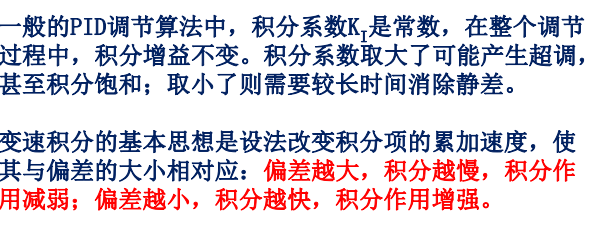 一般的PID调节算法中，积分系数KI是常数，在整个调节
过程中，积分增益不变。积分系数取大了可能产生超调，
甚至积分饱和；取小了则需要较长时间消除静差。
变速积分的基本思想是设法改变积分项的累加速度，使
其与偏差的大小相对应：偏差越大，积分越慢，积分作
用减弱；偏差越小，积分越快，积分作用增强。